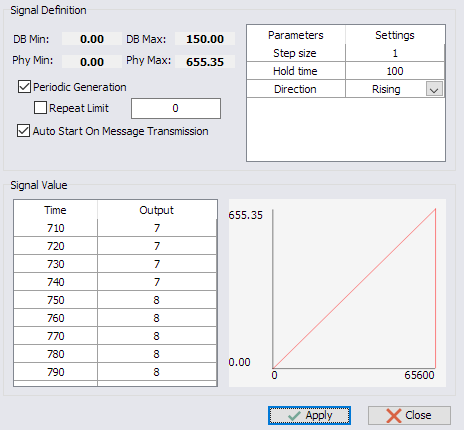 Signal Definition
DB Min: 0.00 DB Max: 150.00
Phy Min: 0.00 Phy Max: 655.35
Periodic Generation
Repeat Limit 0
Auto Start On Message Transmission
Parameters Settings
Step size 1
Hold time 100
Direction Rising
Signal Value
Time Output
710 7
720 7
730 7
740 7
750 8
760 8
770 8
780 8
790 8
655.35
0.00
0 65600
Apply Close